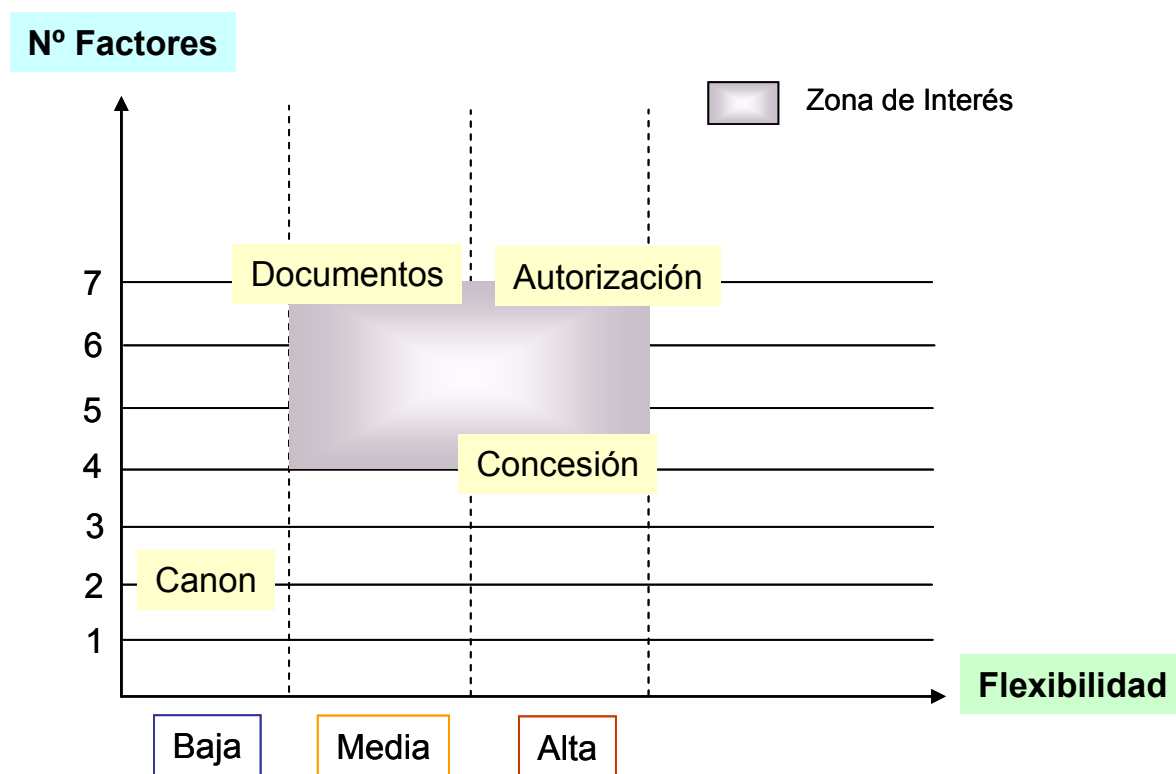 Nº Factores
Zona de Interés
7
Documentos
Autorización
6
5
4
Concesión
3
2
Canon
1
Flexibilidad
Baja
Media
Alta